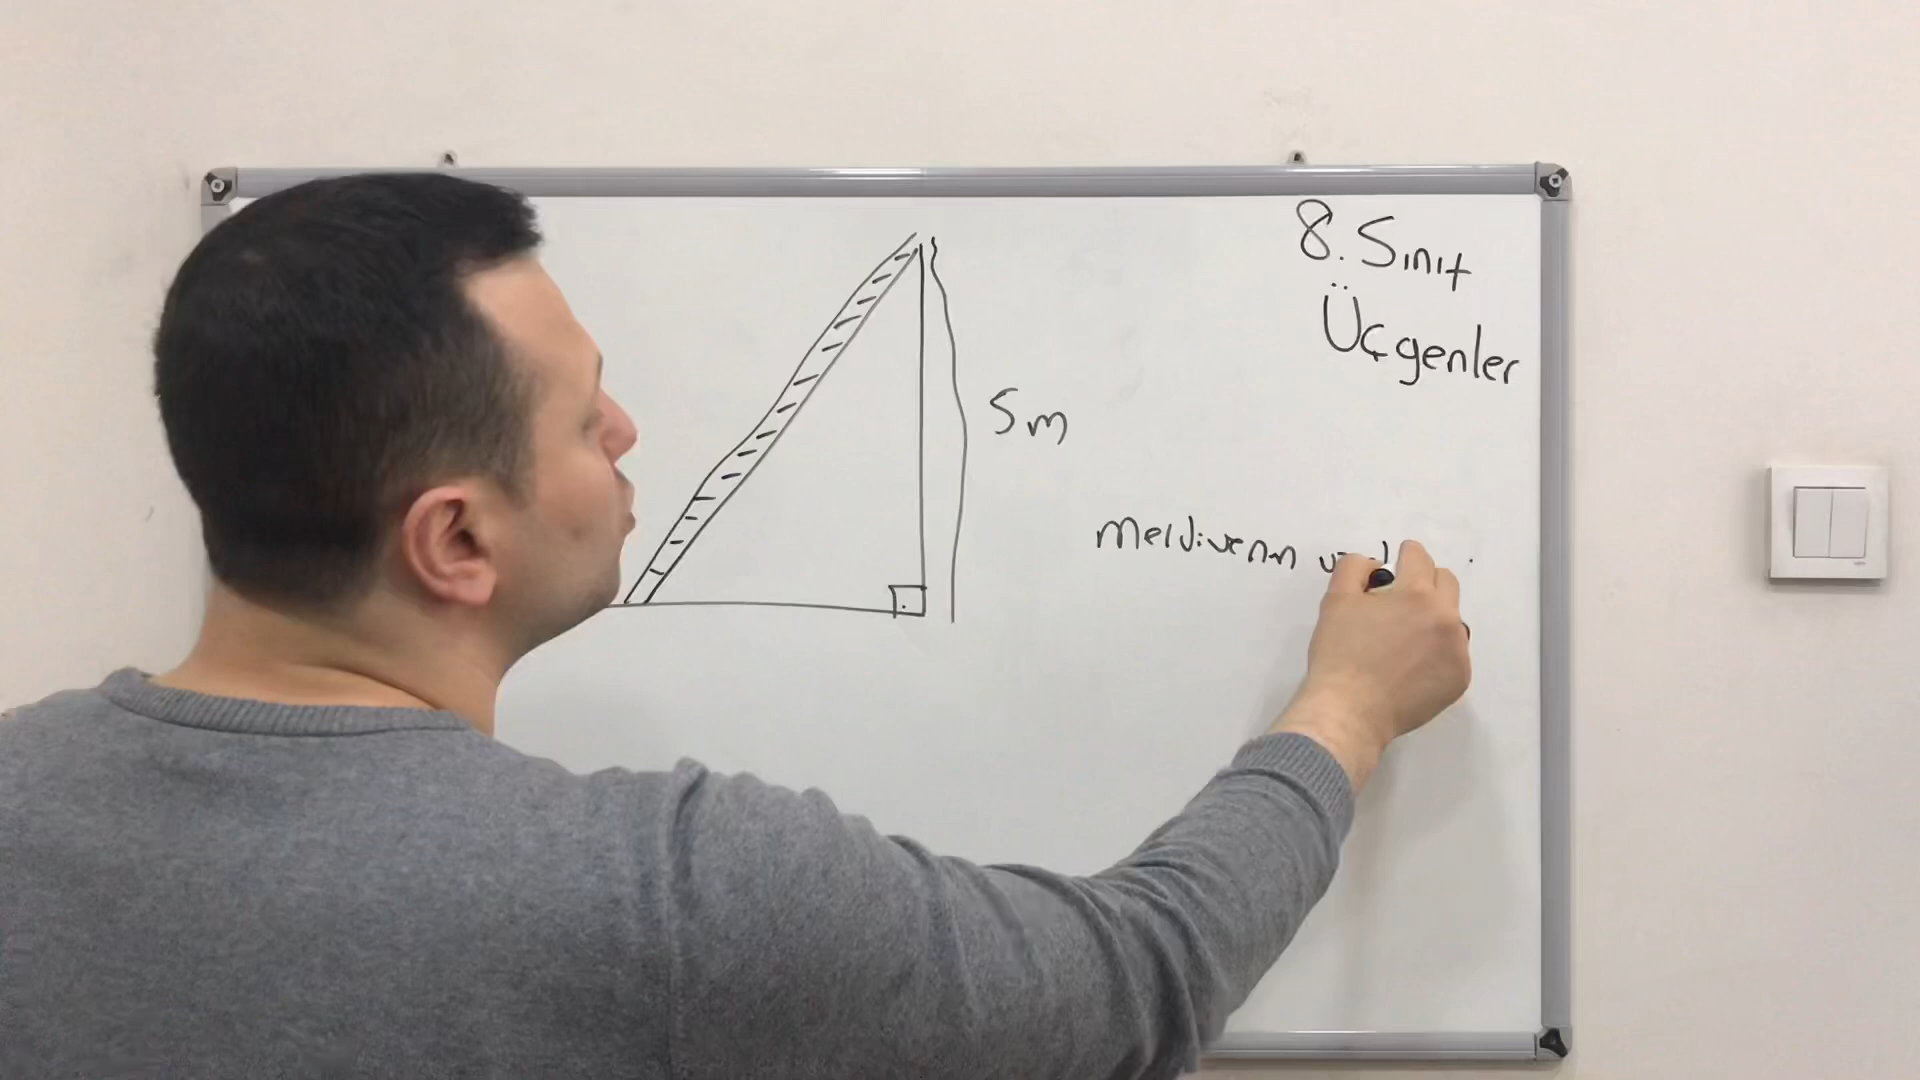 8. Sınıf
Üçgenler
5m
Merdivenin